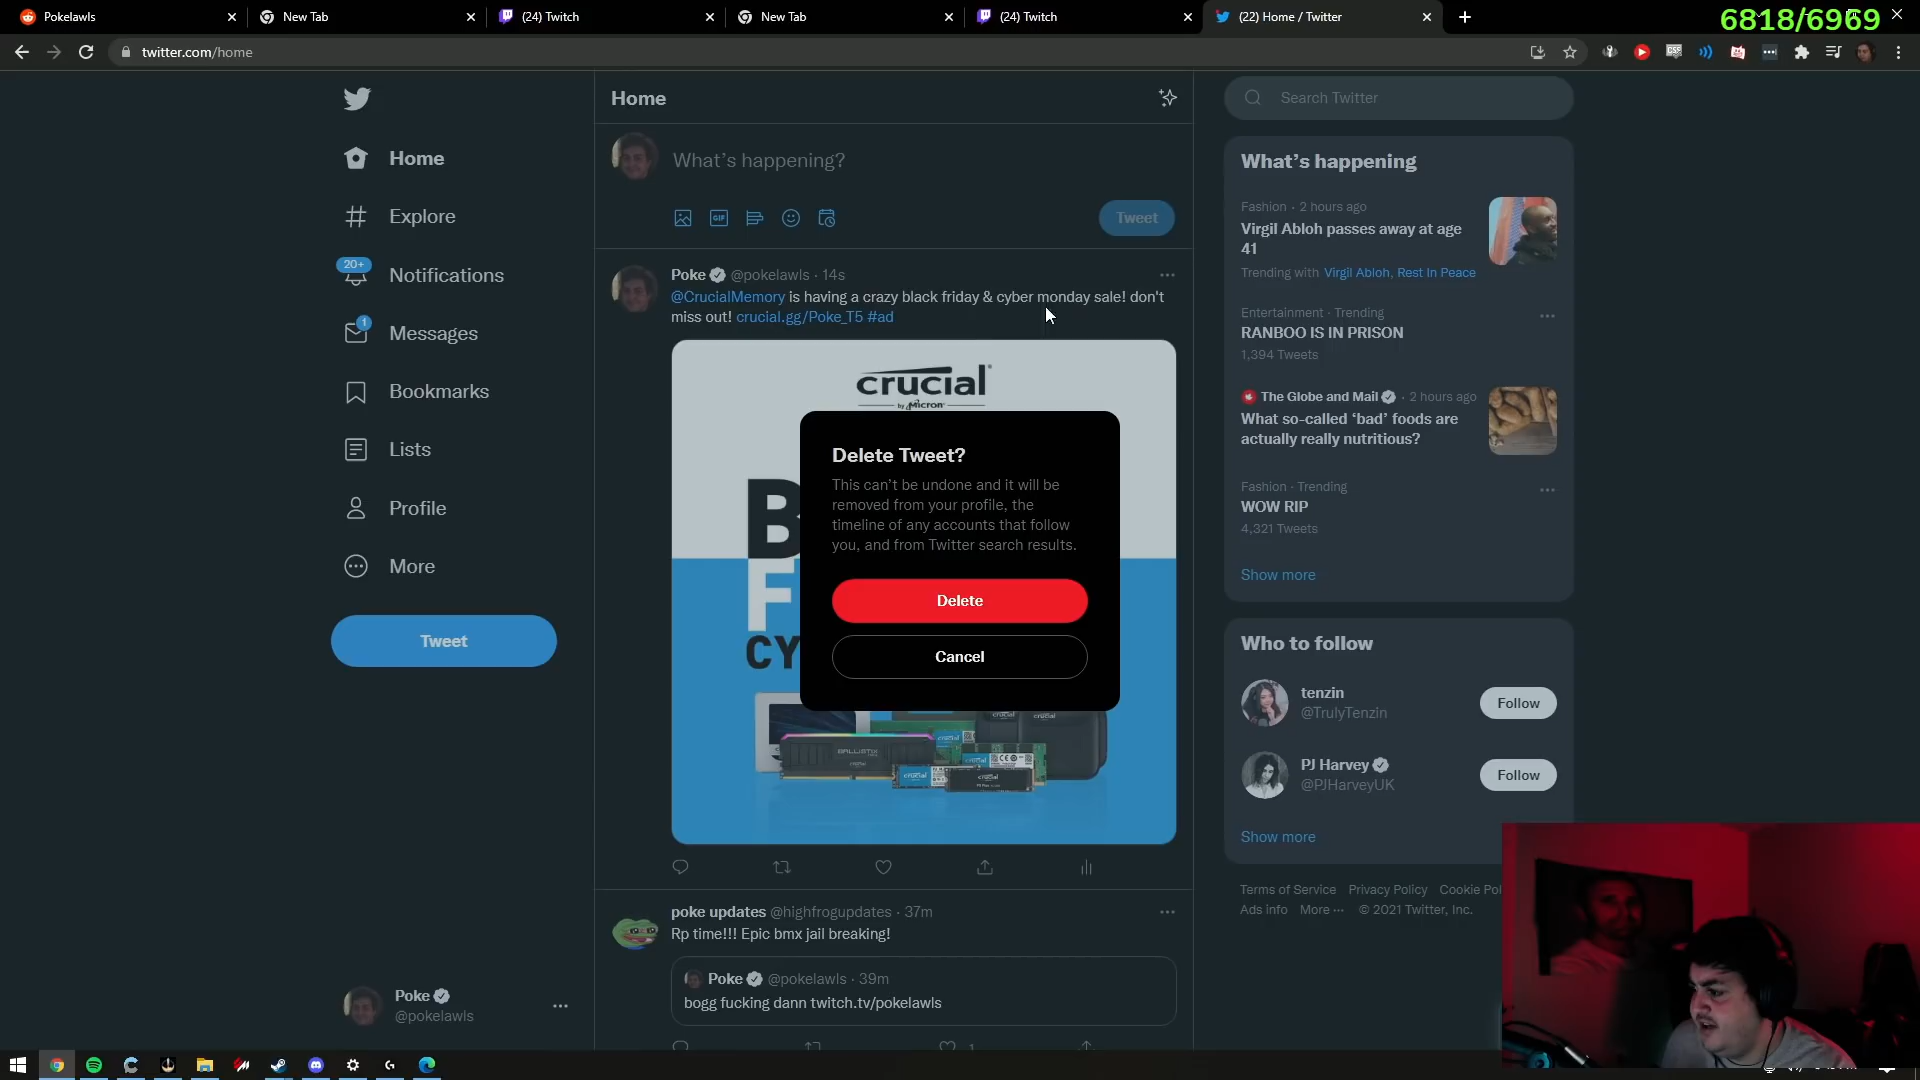 Pokelawls
New Tab
(24) Twitch
New Tab
(24) Twitch
(22) Home / Twitter
6818/6969
twitter.com/home
Home
Explore
20+
Notifications
1
Messages
Bookmarks
Lists
Profile
More
Tweet
Poke
@pokelawls
Home
What's happening?
GIF
Tweet
Poke @pokelawls · 14s
@CrucialMemory is having a crazy black friday & cyber monday sale! don't
miss out! crucial.gg/Poke_T5 #ad
crucial
by Micron
B
F
CY
BALLISTIX
crucial
Delete Tweet?
This can't be undone and it will be
removed from your profile, the
timeline of any accounts that follow
you, and from Twitter search results.
Delete
Cancel
poke updates @highfrogupdates · 37m
Rp time!!! Epic bmx jail breaking!
Poke @pokelawls · 39m
bogg fucking dann twitch.tv/pokelawls
1
Search Twitter
What's happening
Fashion · 2 hours ago
Virgil Abloh passes away at age
41
Trending with Virgil Abloh, Rest In Peace
Entertainment · Trending
RANBOO IS IN PRISON
1,394 Tweets
The Globe and Mail · 2 hours ago
What so-called 'bad' foods are
actually really nutritious?
Fashion · Trending
WOW RIP
4,321 Tweets
Show more
Who to follow
tenzin
@TrulyTenzin
Follow
PJ Harvey
@PJHarveyUK
Follow
Show more
Terms of Service Privacy Policy Cookie Pol
Ads info More ··· © 2021 Twitter, Inc.